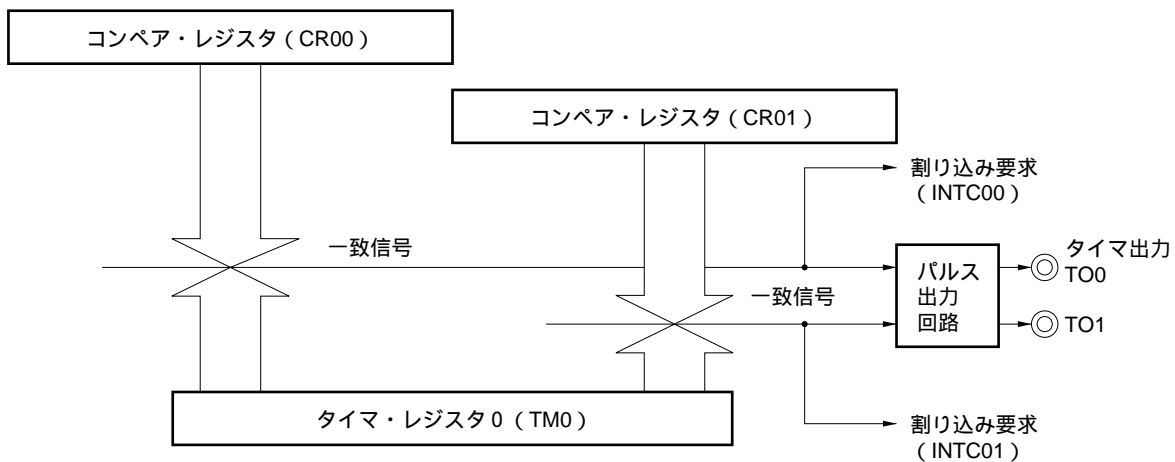 コンペア・レジスタ（CR00）
コンペア・レジスタ（CR01）
割り込み要求
（INTC00）
一致信号
タイマ出力
TO0
パルス
出力
回路
一致信号
TO1
タイマ・レジスタ0（TM0）
割り込み要求
（INTC01）